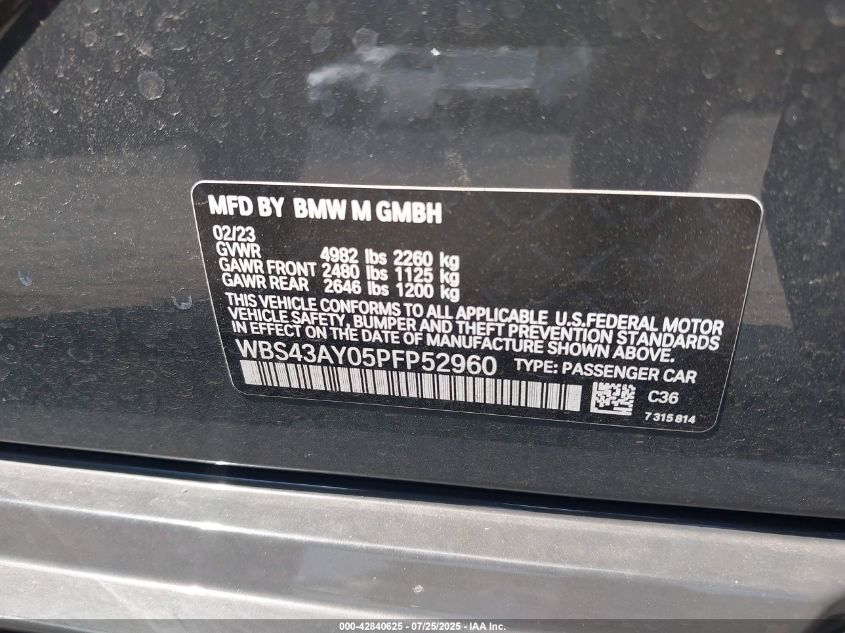 MFD BY BMW M GMBH
02/23
GVWR 4982 lbs 2260 kg
GAWR FRONT 2480 lbs 1125 kg
GAWR REAR 2646 lbs 1200 kg
THIS VEHICLE CONFORMS TO ALL APPLICABLE U.S.FEDERAL MOTOR
VEHICLE SAFETY, BUMPER AND THEFT PREVENTION STANDARDS
IN EFFECT ON THE DATE OF MANUFACTURE SHOWN ABOVE.
WBS43AY05PFP52960 TYPE: PASSENGER CAR
C36
7 315 814
000-42840625 - 07/25/2025 - IAA Inc.